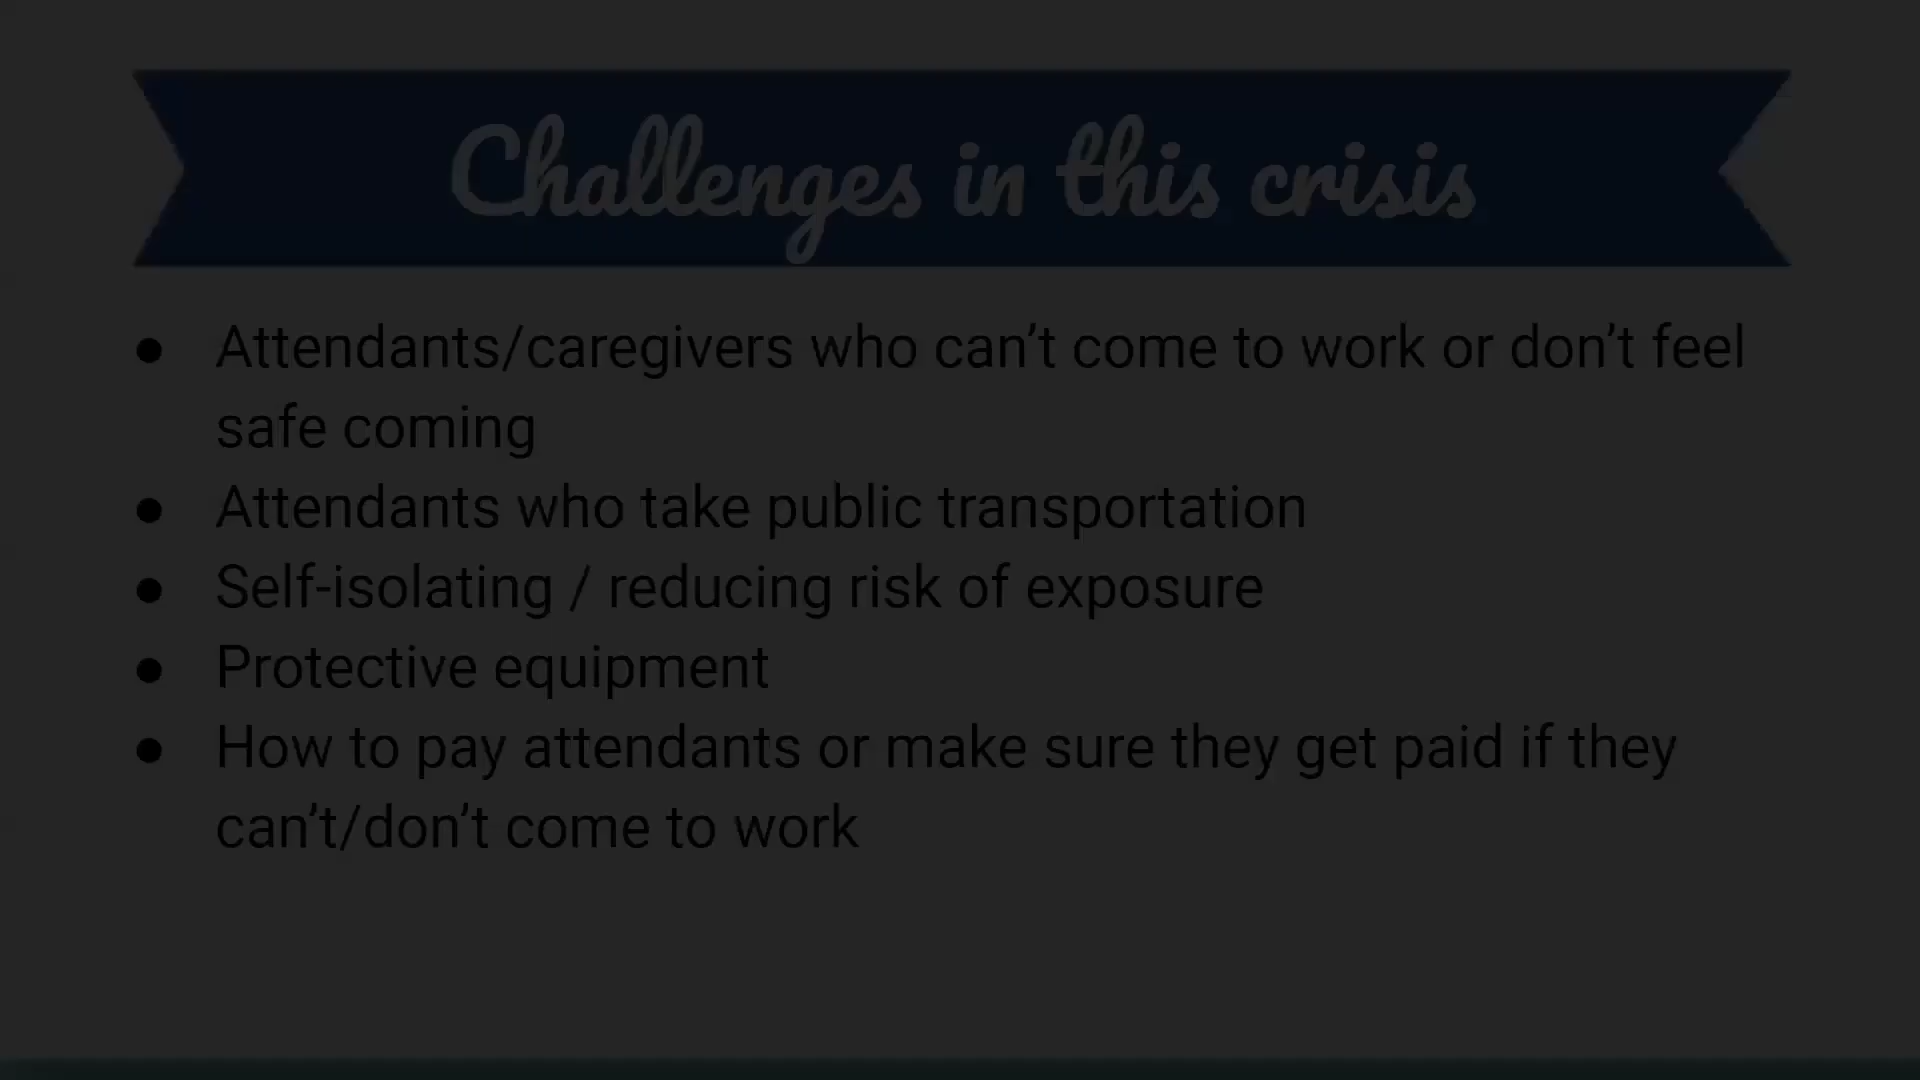 Challenges in this crisis
● Attendants/caregivers who can’t come to work or don’t feel
safe coming
● Attendants who take public transportation
● Self-isolating / reducing risk of exposure
● Protective equipment
● How to pay attendants or make sure they get paid if they
can’t/don’t come to work